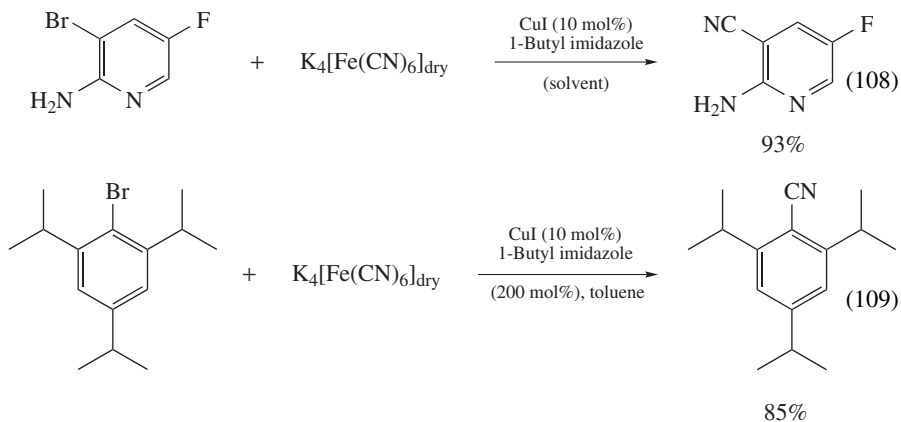 Br F
H₂N N
+ K₄[Fe(CN)₆]dry
CuI (10 mol%)
1-Butyl imidazole
(solvent)
NC F
H₂N N
(108)
93%
Br
+ K₄[Fe(CN)₆]dry
CuI (10 mol%)
1-Butyl imidazole
(200 mol%), toluene
CN
(109)
85%